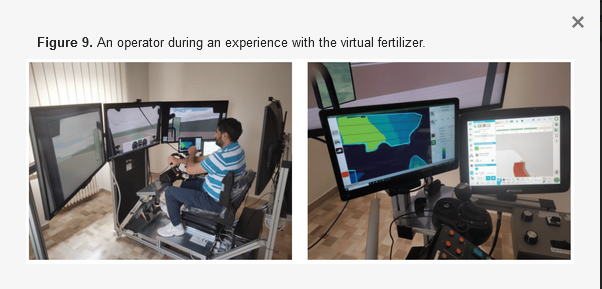 Figure 9. An operator during an experience with the virtual fertilizer.